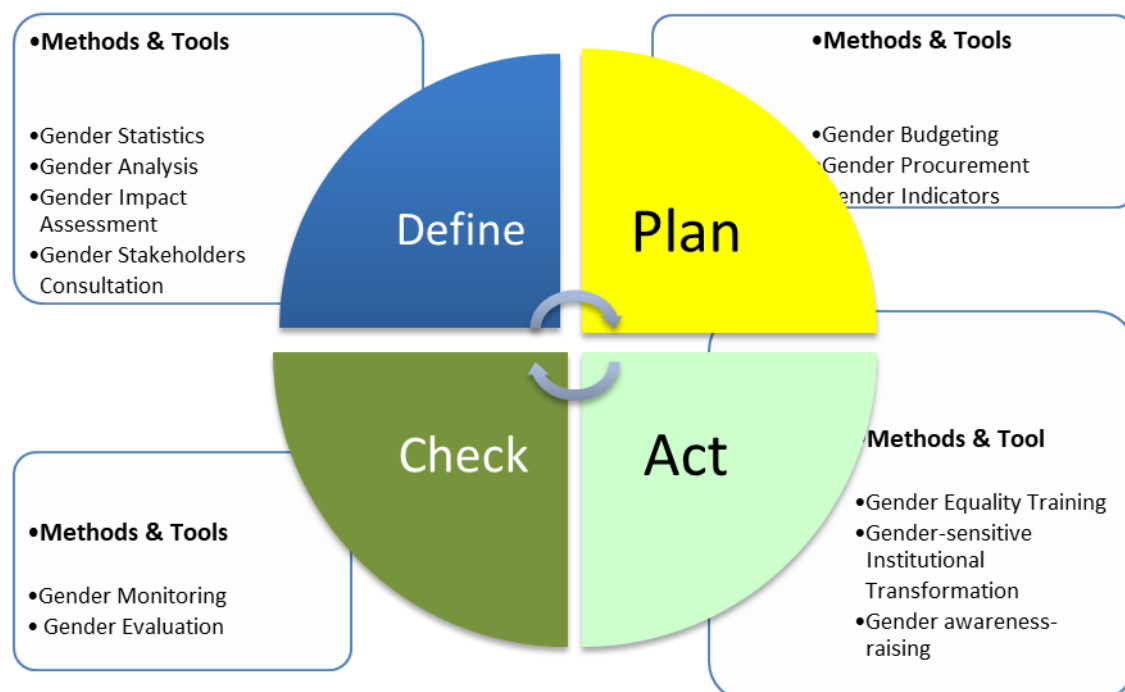 •Methods & Tools
•Gender Statistics
•Gender Analysis
•Gender Impact
Assessment
•Gender Stakeholders
Consultation
Define
•Methods & Tools
•Gender Budgeting
•Gender Procurement
Gender Indicators
Plan
Check
•Methods & Tools
•Gender Monitoring
• Gender Evaluation
Act
•Methods & Tool
•Gender Equality Training
•Gender-sensitive
Institutional
Transformation
•Gender awareness-
raising